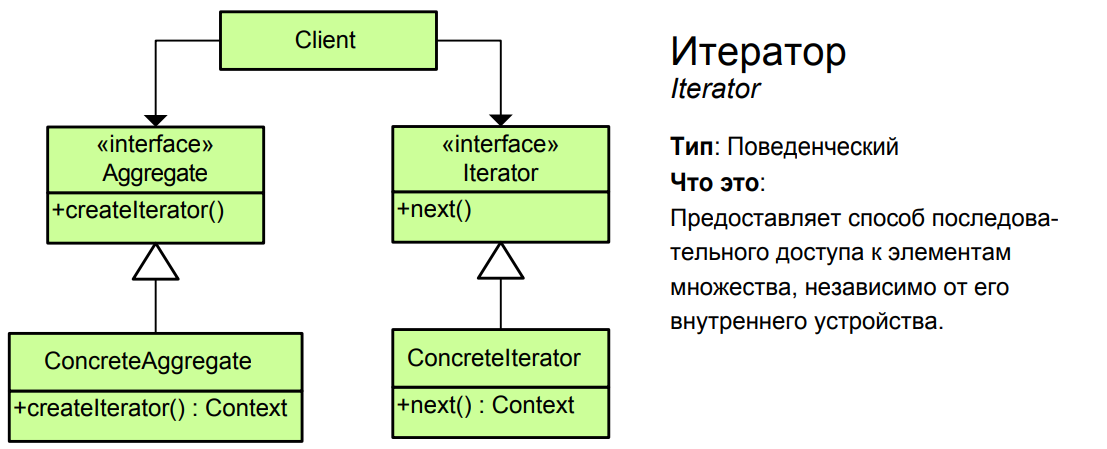 Client
«interface»
Aggregate
+createIterator()
«interface»
Iterator
+next()
ConcreteAggregate
+createIterator() : Context
ConcreteIterator
+next() : Context
Итератор
Iterator
Тип: Поведенческий
Что это:
Предоставляет способ последова-
тельного доступа к элементам
множества, независимо от его
внутреннего устройства.